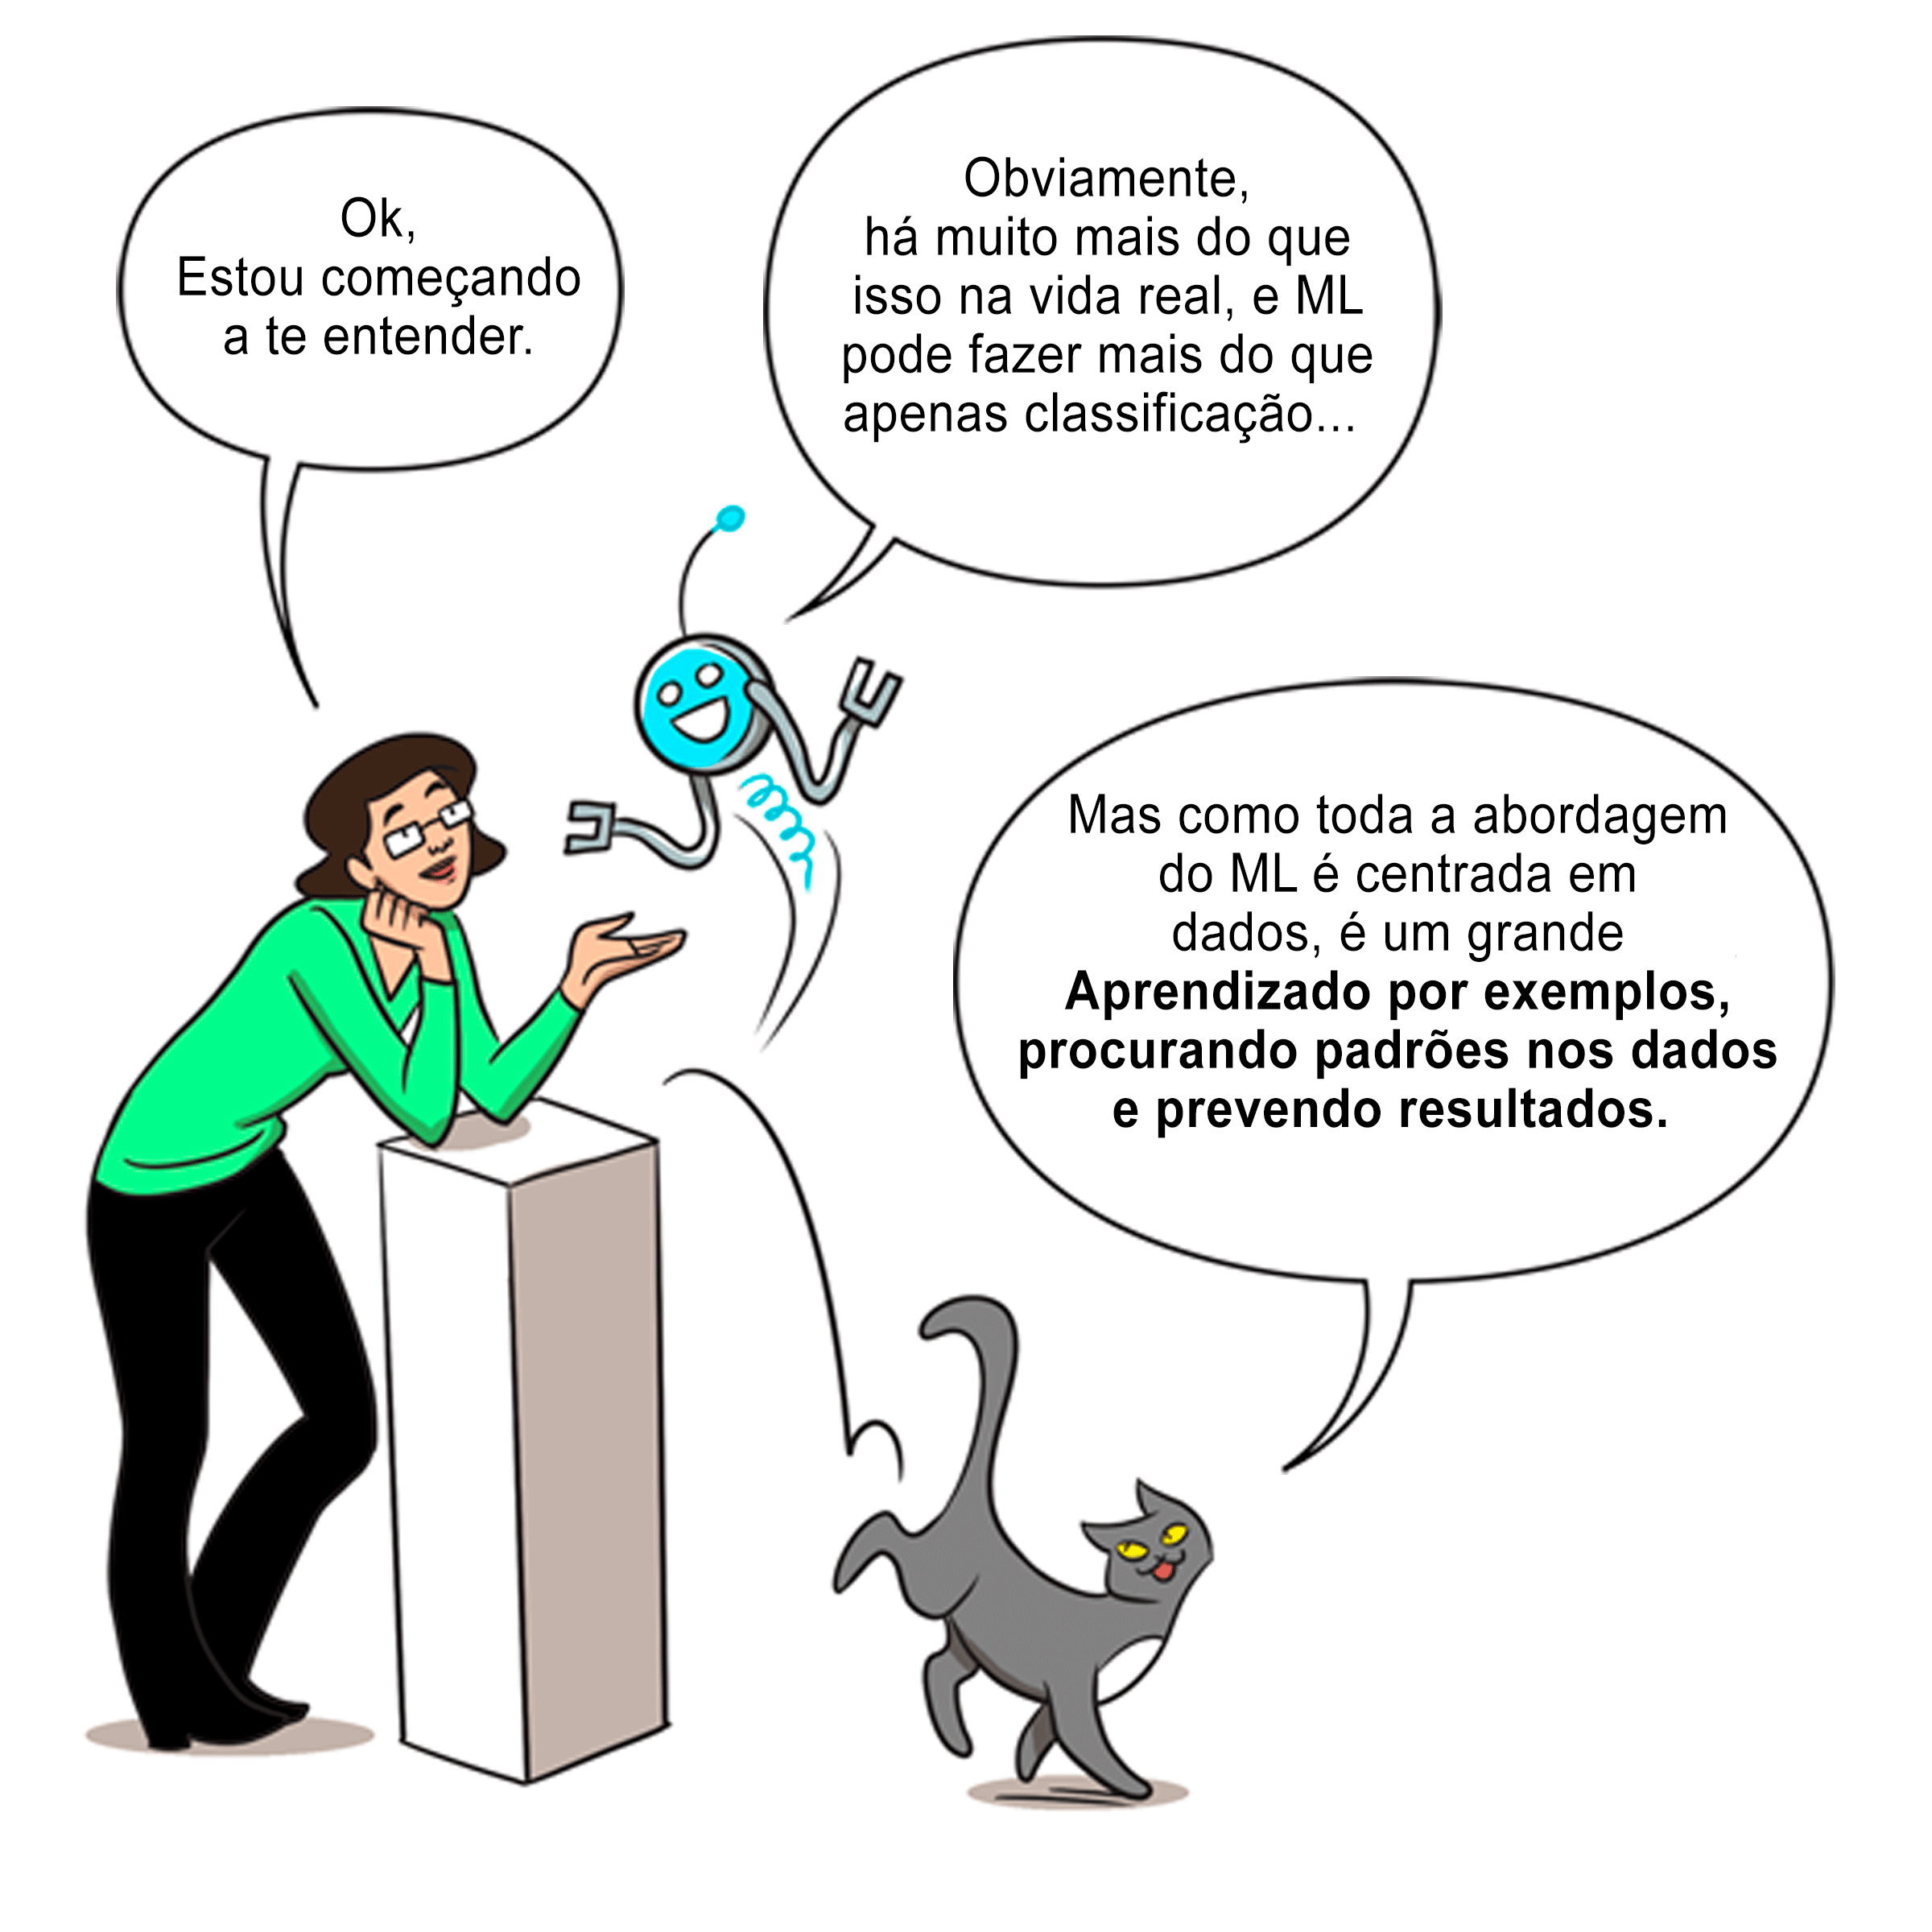 Ok,
Estou começando
a te entender.
Obviamente,
há muito mais do que
isso na vida real, e ML
pode fazer mais do que
apenas classificação...
Mas como toda a abordagem
do ML é centrada em
dados, é um grande
Aprendizado por exemplos,
procurando padrões nos dados
e prevendo resultados.